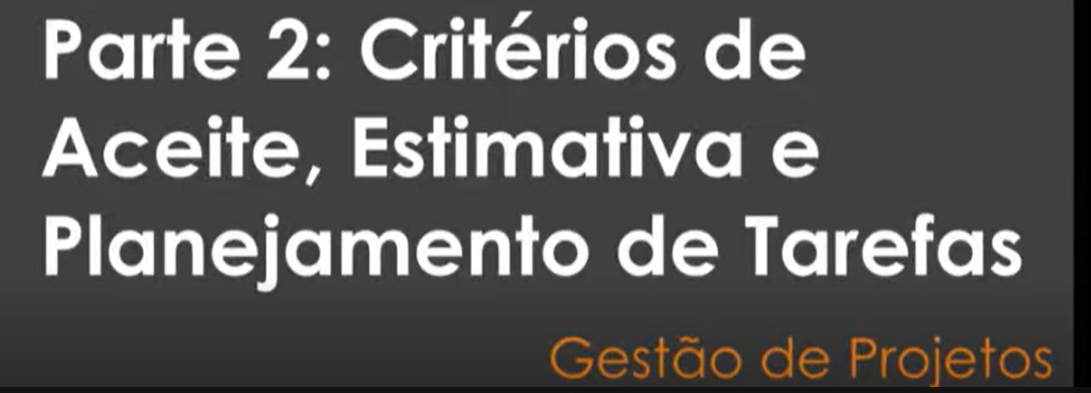 Parte 2: Critérios de
Aceite, Estimativa e
Planejamento de Tarefas
Gestão de Projetos